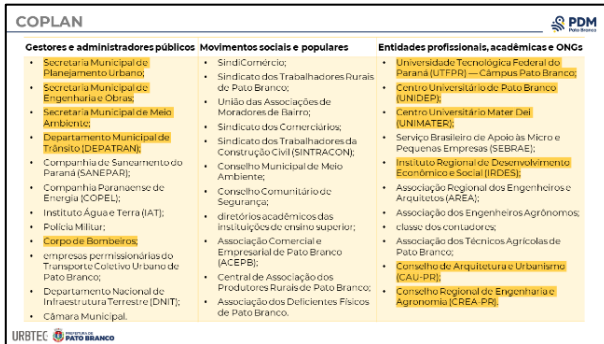 COPLAN
PDM
Pato Branco
Gestores e administradores públicos
• Secretaria Municipal de
Planejamento Urbano;
• Secretaria Municipal de
Engenharia e Obras;
• Secretaria Municipal de Meio
Ambiente;
• Departamento Municipal de
Trânsito (DEPATRAN);
• Companhia de Saneamento do
Paraná (SANEPAR);
• Companhia Paranaense de
Energia (COPEL);
• Instituto Água e Terra (IAT);
• Polícia Militar;
• Corpo de Bombeiros;
• empresas permissionárias do
Transporte Coletivo Urbano de
Pato Branco;
• Departamento Nacional de
Infraestrutura Terrestre (DNIT);
• Câmara Municipal.
Movimentos sociais e populares
• SindiComércio;
• Sindicato dos Trabalhadores Rurais
de Pato Branco;
• União das Associações de
Moradores de Bairro;
• Sindicato dos Comerciários;
• Sindicato dos Trabalhadores da
Construção Civil (SINTRACON);
• Conselho Municipal de Meio
Ambiente;
• Conselho Comunitário de
Segurança;
• diretórios acadêmicos das
instituições de ensino superior;
• Associação Comercial e
Empresarial de Pato Branco
(ACEPB);
• Central de Associação dos
Produtores Rurais de Pato Branco;
• Associação dos Deficientes Físicos
de Pato Branco.
Entidades profissionais, acadêmicas e ONGs
• Universidade Tecnológica Federal do
Paraná (UTFPR) — Câmpus Pato Branco;
• Centro Universitário de Pato Branco
(UNIDEP);
• Centro Universitário Mater Dei
(UNIMATER);
• Serviço Brasileiro de Apoio às Micro e
Pequenas Empresas (SEBRAE);
• Instituto Regional de Desenvolvimento
Econômico e Social (IRDES);
• Associação Regional dos Engenheiros e
Arquitetos (AREA);
• Associação dos Engenheiros Agrônomos;
• classe dos contadores;
• Associação dos Técnicos Agrícolas de
Pato Branco;
• Conselho de Arquitetura e Urbanismo
(CAU-PR);
• Conselho Regional de Engenharia e
Agronomia (CREA-PR).
URBTEC
PREFEITURA DE
PATO BRANCO